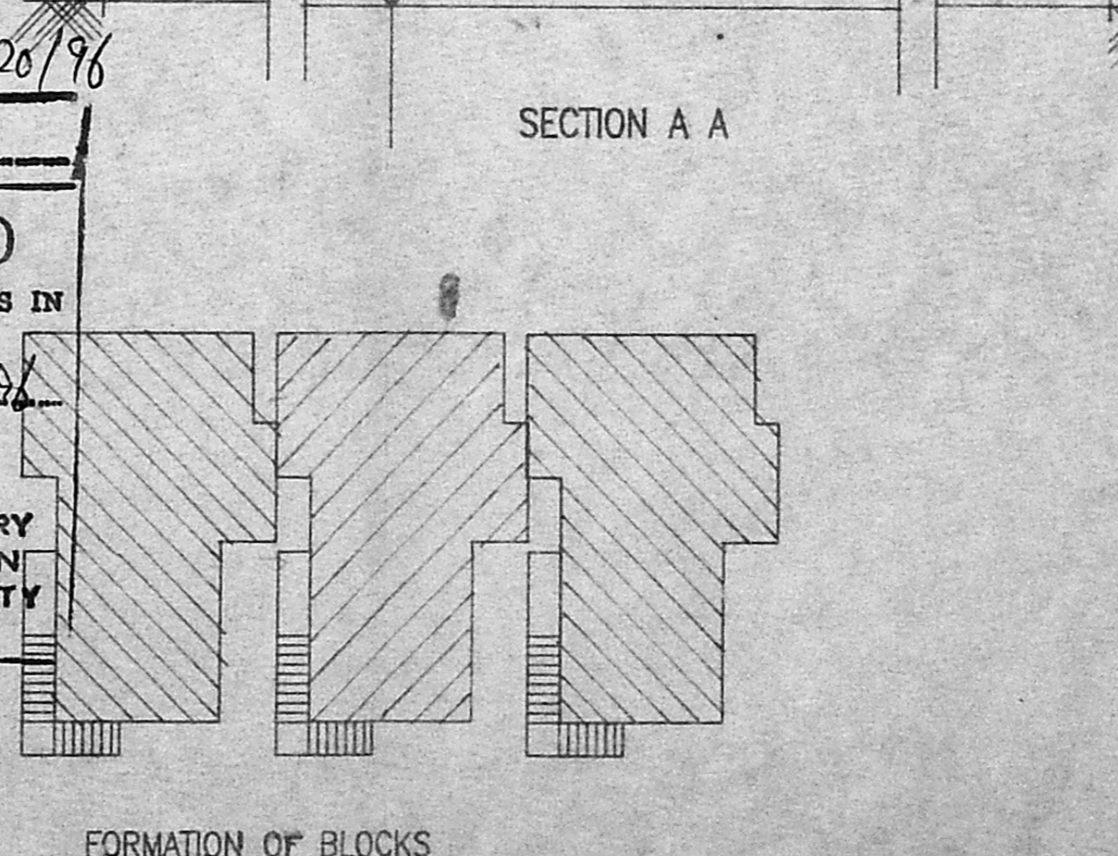 20/96
SECTION A A
S IN
RY
N
TY
FORMATION OF BLOCKS